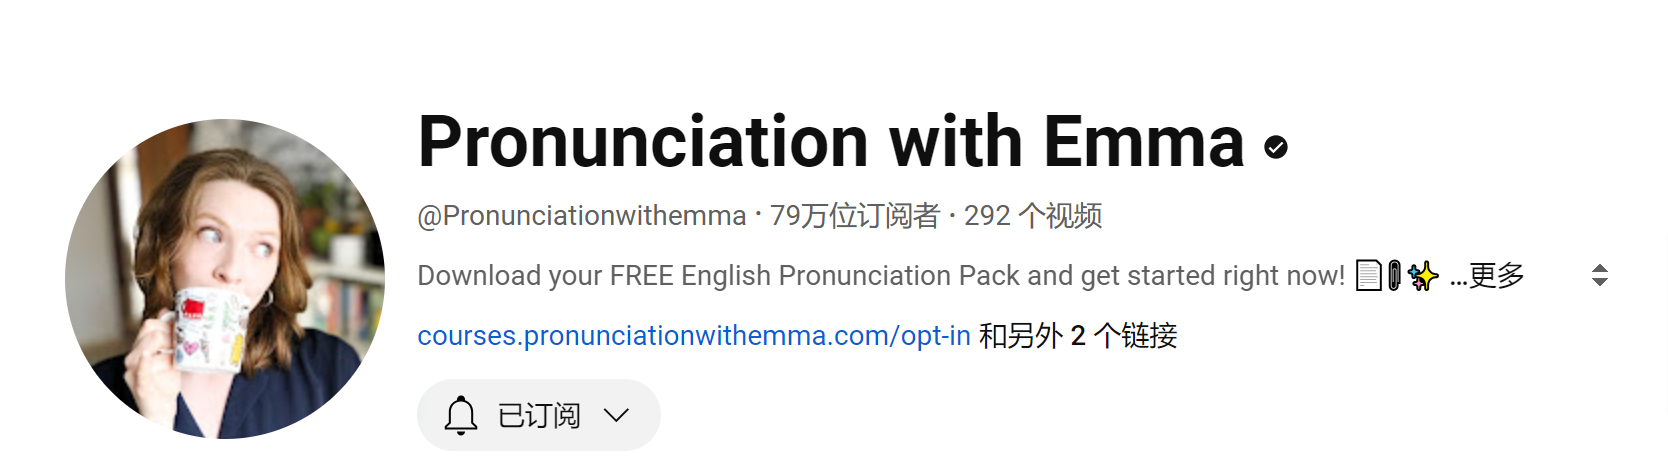 Pronunciation with Emma
@Pronunciationwithemma · 79万位订阅者 · 292 个视频
Download your FREE English Pronunciation Pack and get started right now! 📄🖇✨ ...更多
courses.pronunciationwithemma.com/opt-in 和另外 2 个链接
已订阅